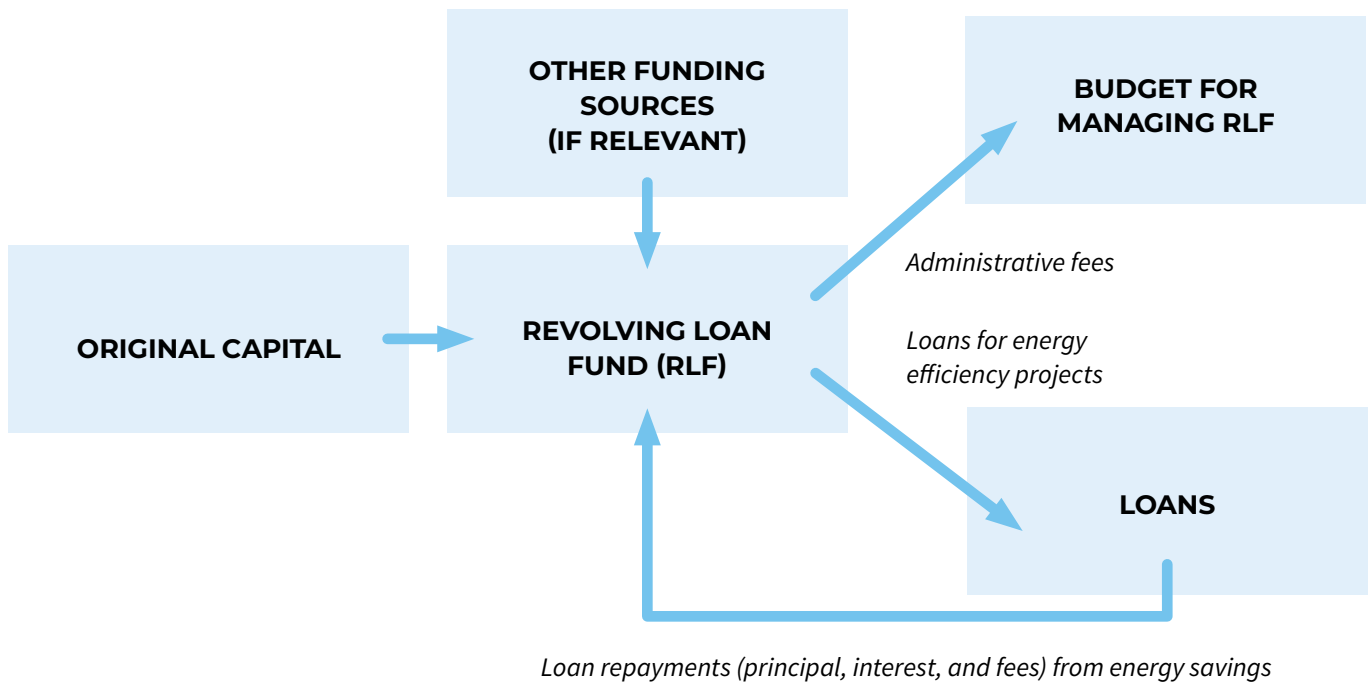 OTHER FUNDING
SOURCES
(IF RELEVANT)
BUDGET FOR
MANAGING RLF
Administrative fees
ORIGINAL CAPITAL
REVOLVING LOAN
FUND (RLF)
Loans for energy
efficiency projects
LOANS
Loan repayments (principal, interest, and fees) from energy savings